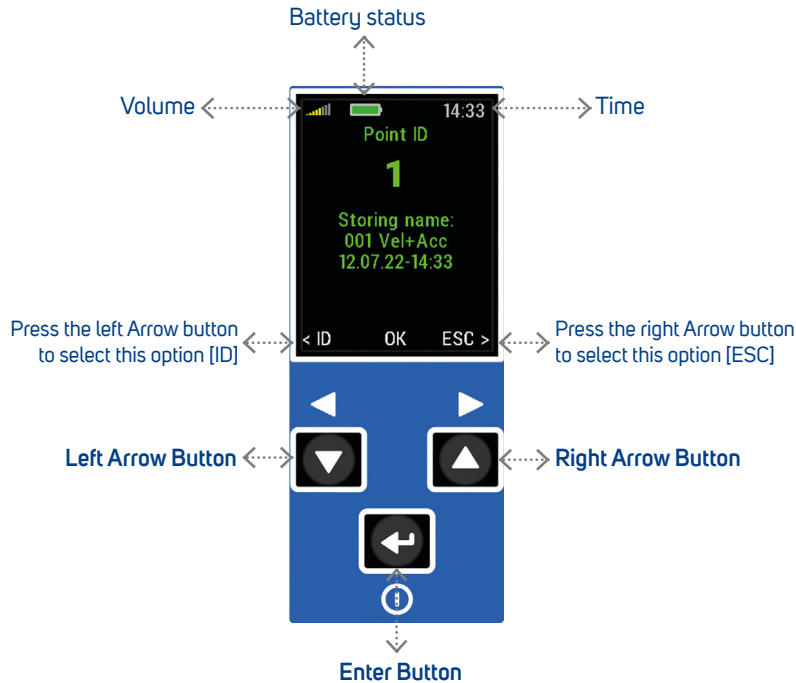 Battery status
Volume
Time
14:33
Point ID
1
Storing name:
001 Vel+Acc
12.07.22-14:33
Press the left Arrow button
to select this option [ID]
< ID OK ESC >
Press the right Arrow button
to select this option [ESC]
Left Arrow Button
Right Arrow Button
Enter Button